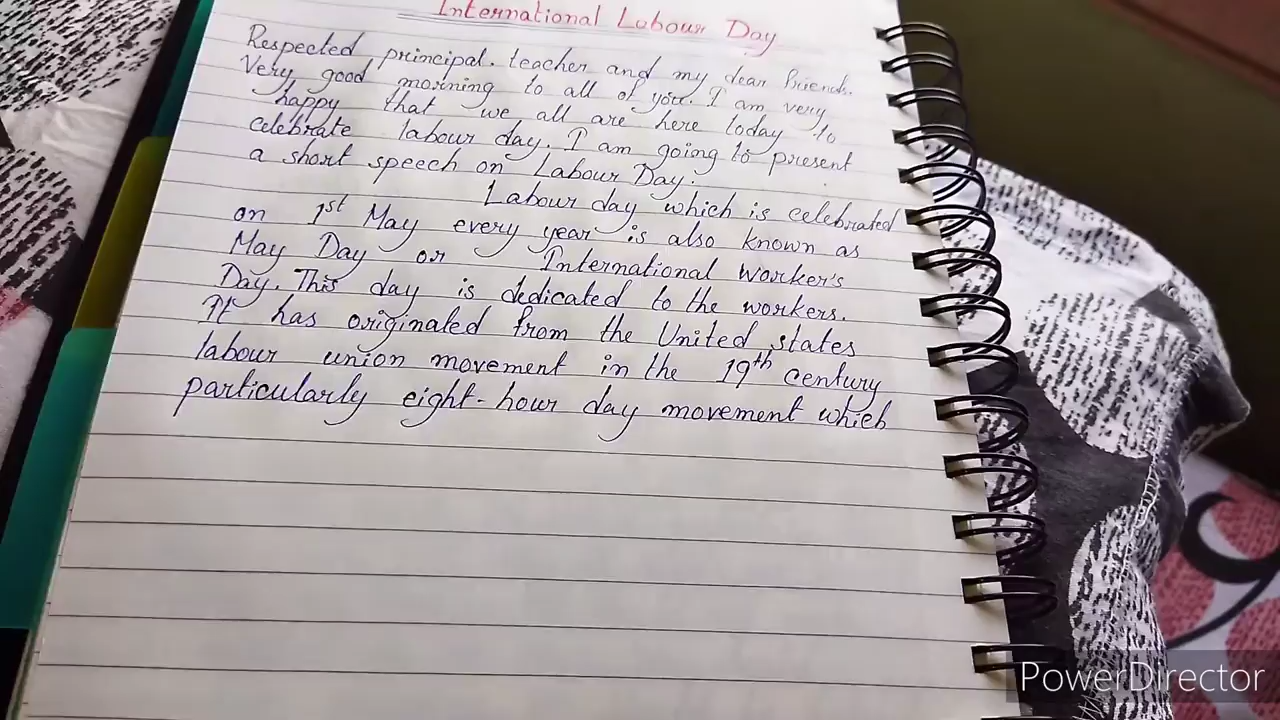 International Labour Day
Respected principal. teacher and my dear friends.
Very good morning to all of you. I am very
happy that we all are here today to
celebrate labour day. I am going to present
a short speech on Labour Day.
Labour day which is celebrated
on 1st May every year is also known as
May Day or International Worker's
Day. This day is dedicated to the workers.
It has originated from the United states
labour union movement in the 19th century
particularly eight-hour day movement which
PowerDirector